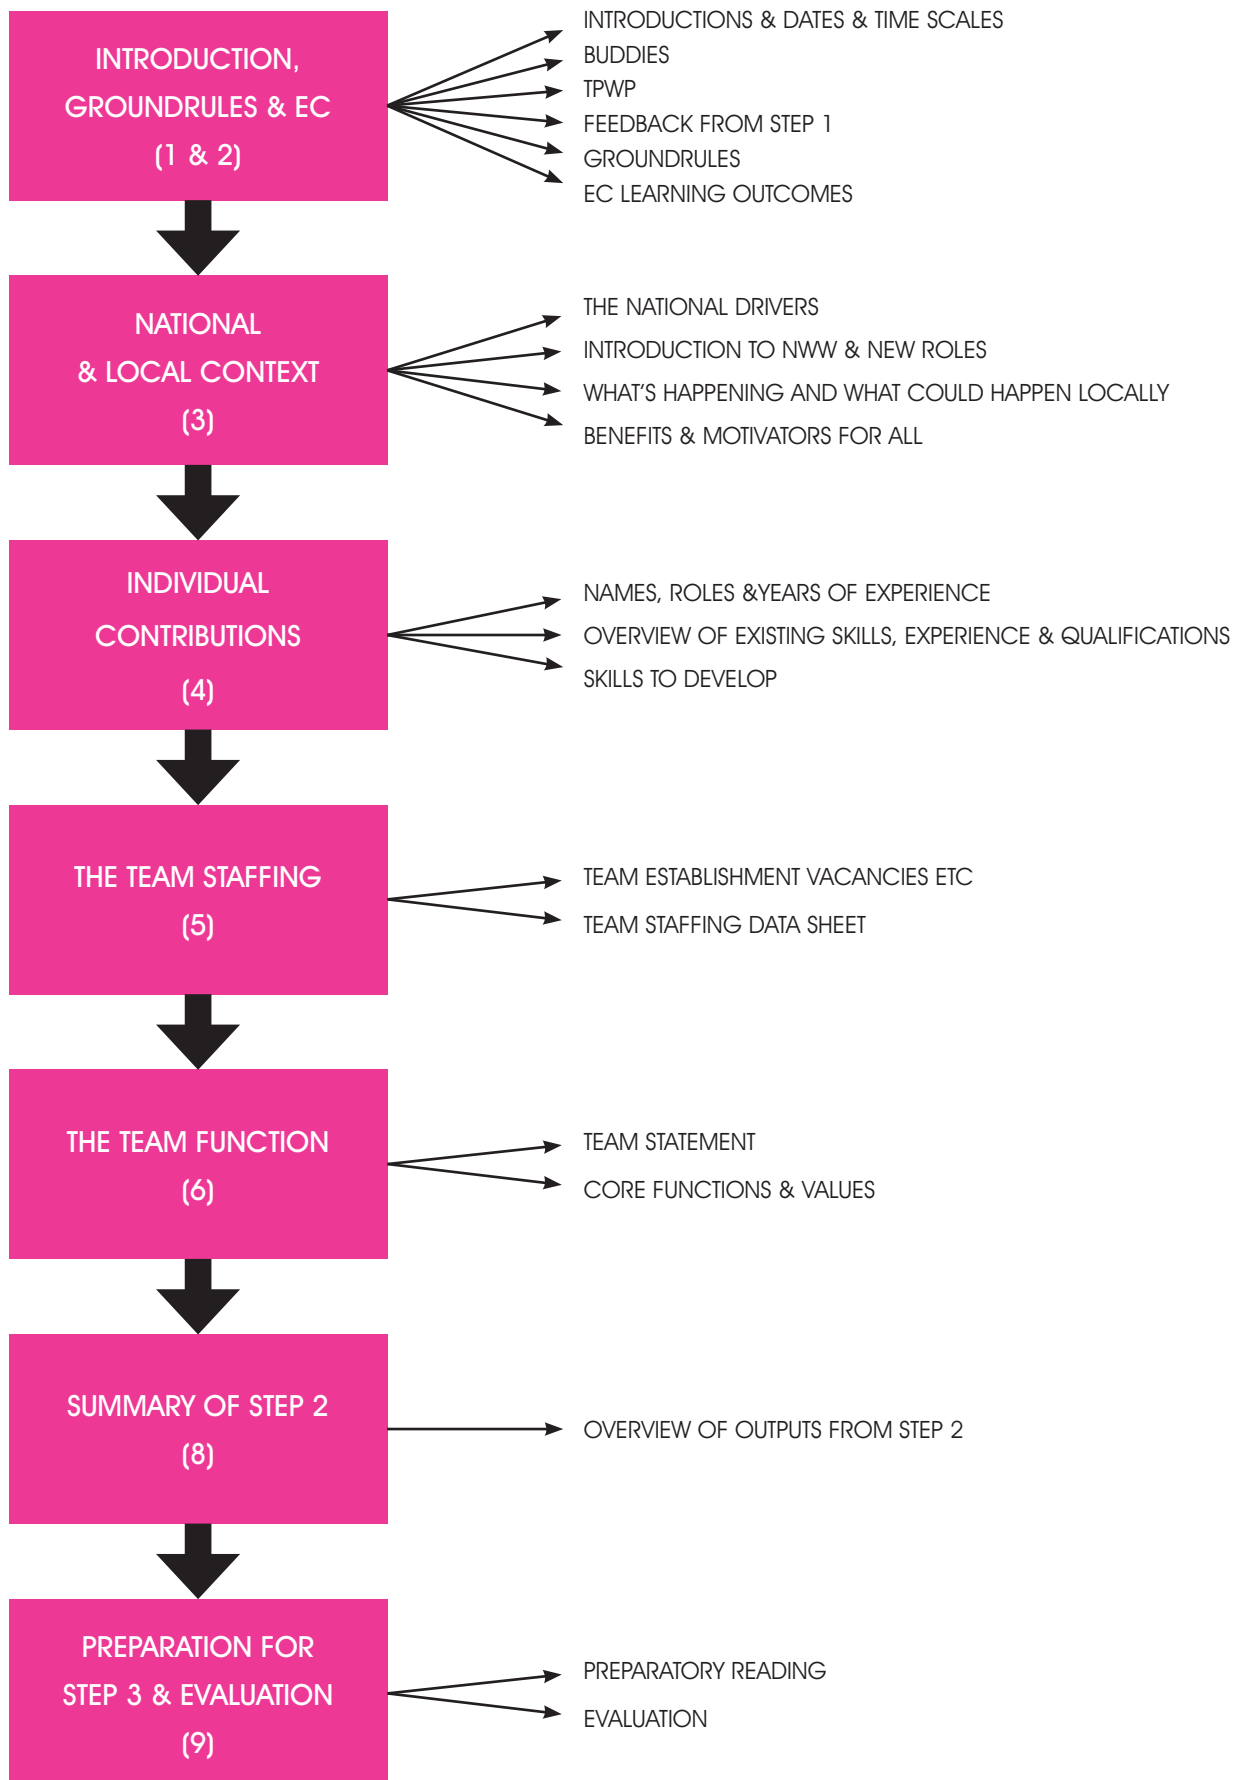 INTRODUCTION,
GROUNDRULES & EC
(1 & 2)
INTRODUCTIONS & DATES & TIME SCALES
BUDDIES
TPWP
FEEDBACK FROM STEP 1
GROUNDRULES
EC LEARNING OUTCOMES
NATIONAL
& LOCAL CONTEXT
(3)
THE NATIONAL DRIVERS
INTRODUCTION TO NWW & NEW ROLES
WHAT'S HAPPENING AND WHAT COULD HAPPEN LOCALLY
BENEFITS & MOTIVATORS FOR ALL
INDIVIDUAL
CONTRIBUTIONS
(4)
NAMES, ROLES &YEARS OF EXPERIENCE
OVERVIEW OF EXISTING SKILLS, EXPERIENCE & QUALIFICATIONS
SKILLS TO DEVELOP
THE TEAM STAFFING
(5)
TEAM ESTABLISHMENT VACANCIES ETC
TEAM STAFFING DATA SHEET
THE TEAM FUNCTION
(6)
TEAM STATEMENT
CORE FUNCTIONS & VALUES
SUMMARY OF STEP 2
(8)
OVERVIEW OF OUTPUTS FROM STEP 2
PREPARATION FOR
STEP 3 & EVALUATION
(9)
PREPARATORY READING
EVALUATION